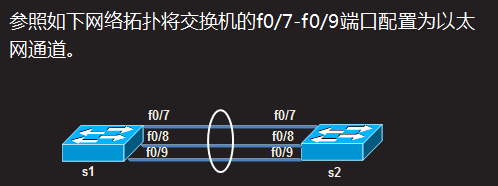 参照如下网络拓扑将交换机的f0/7-f0/9端口配置为以太
网通道。
f0/7 f0/7
f0/8 f0/8
f0/9 f0/9
s1 s2